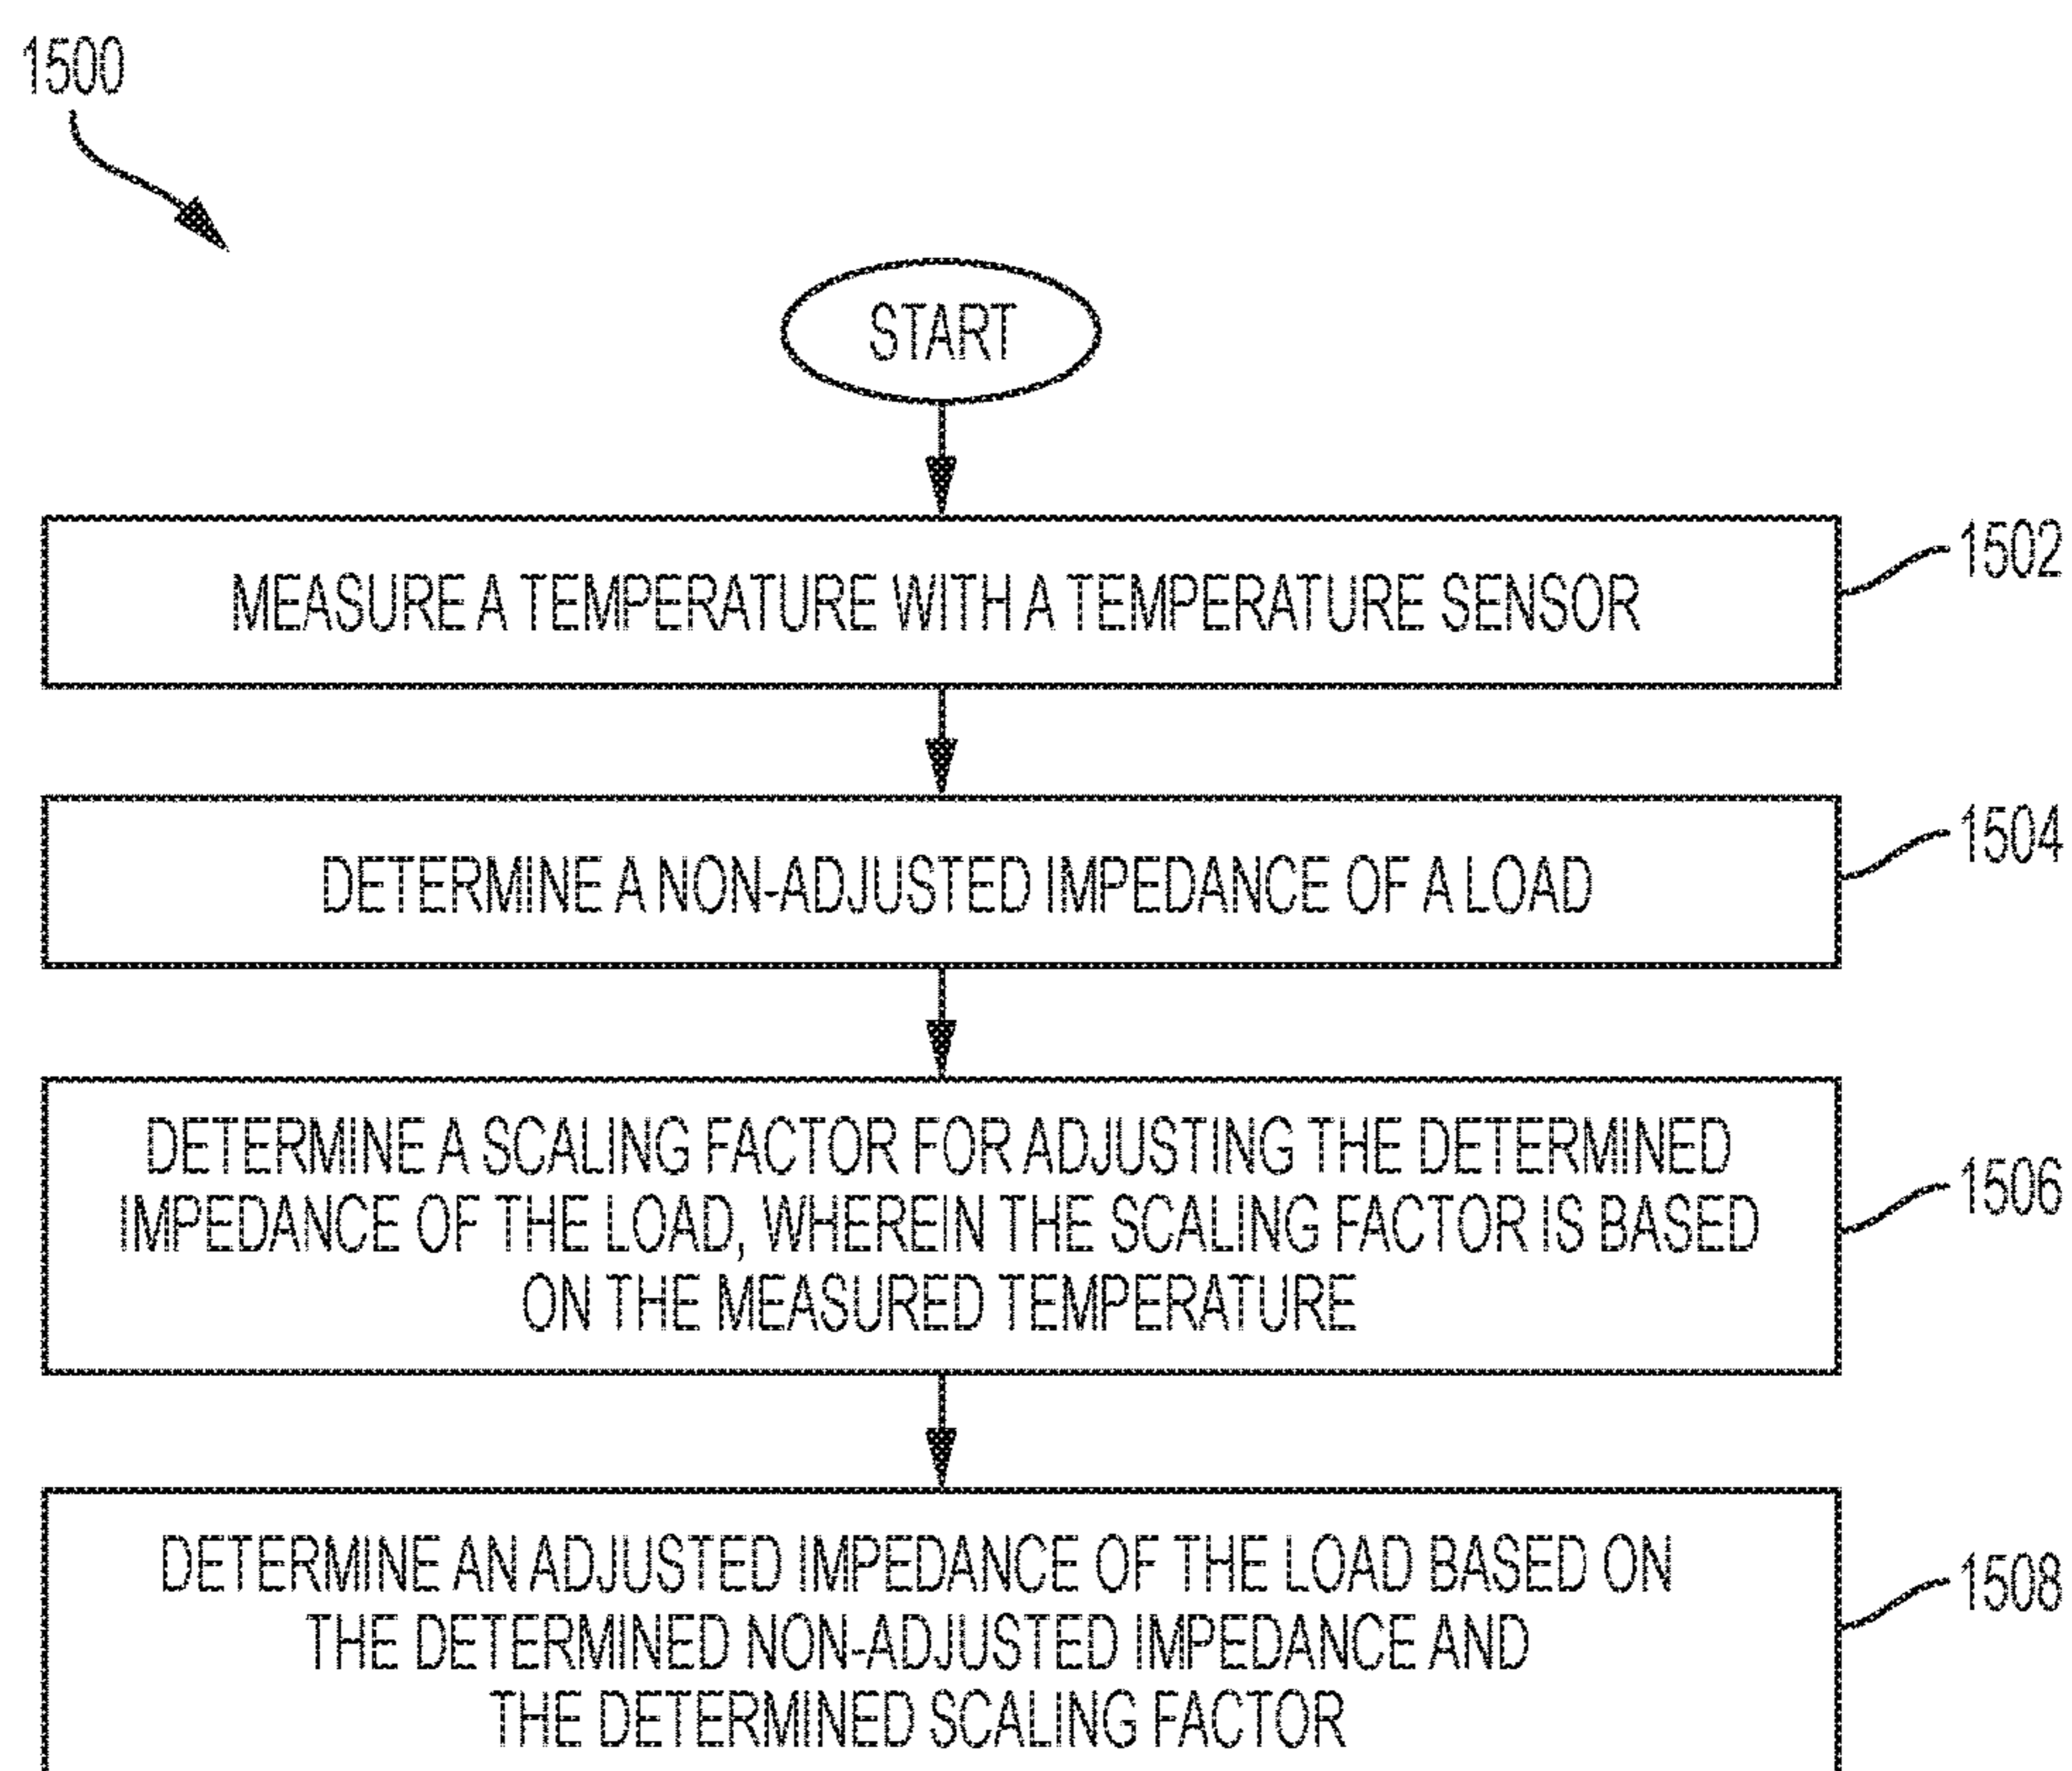 1500
START
MEASURE A TEMPERATURE WITH A TEMPERATURE SENSOR
1502
DETERMINE A NON-ADJUSTED IMPEDANCE OF A LOAD
1504
DETERMINE A SCALING FACTOR FOR ADJUSTING THE DETERMINED
IMPEDANCE OF THE LOAD, WHEREIN THE SCALING FACTOR IS BASED
ON THE MEASURED TEMPERATURE
1506
DETERMINE AN ADJUSTED IMPEDANCE OF THE LOAD BASED ON
THE DETERMINED NON-ADJUSTED IMPEDANCE AND
THE DETERMINED SCALING FACTOR
1508